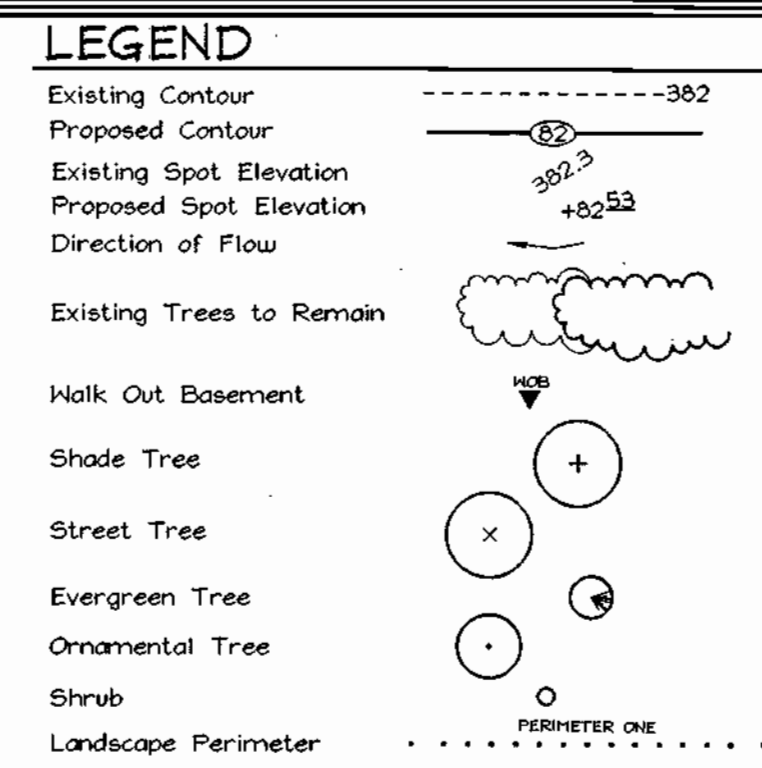 LEGEND
Existing Contour 382
Proposed Contour 82
Existing Spot Elevation 382.3
Proposed Spot Elevation +82 53
Direction of Flow
Existing Trees to Remain
Walk Out Basement WOB
Shade Tree
Street Tree
Evergreen Tree
Ornamental Tree
Shrub
PERIMETER ONE
Landscape Perimeter